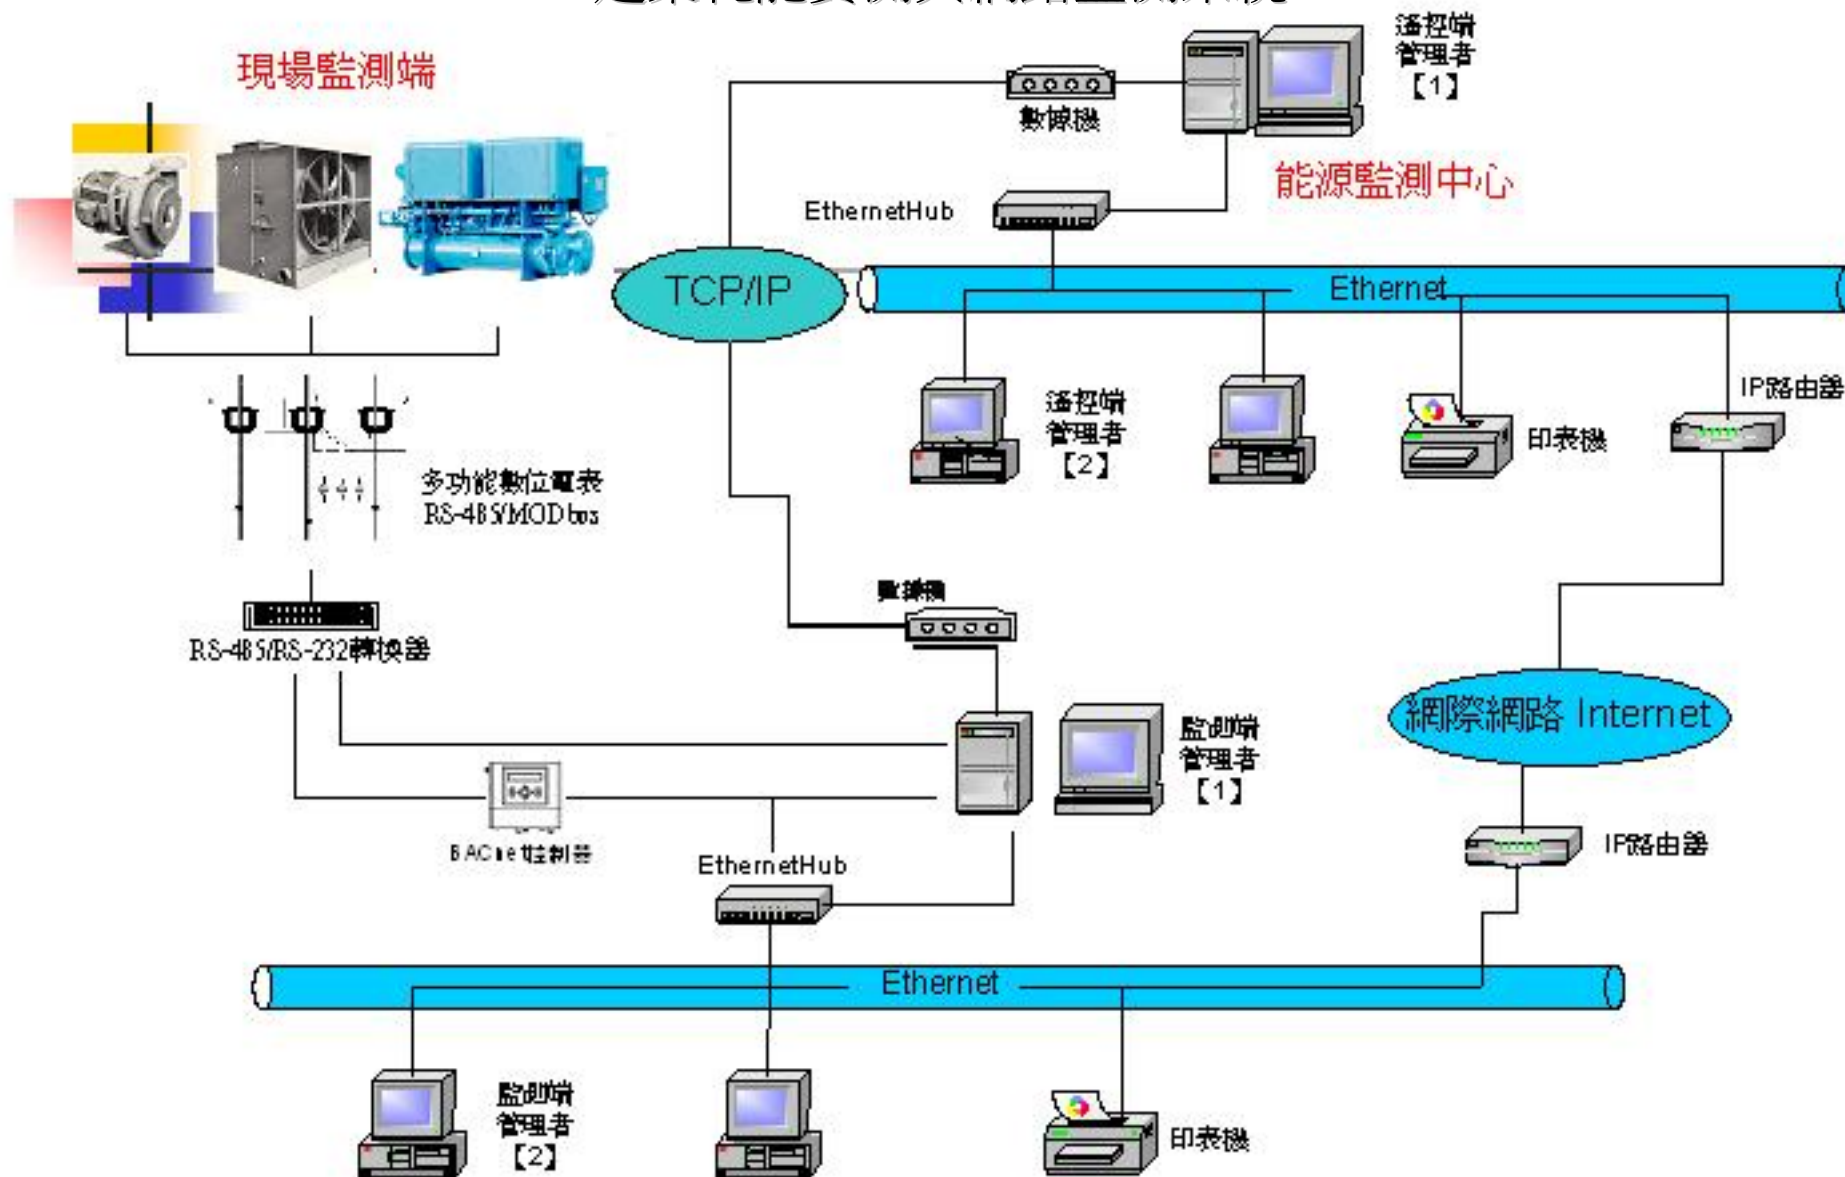 現場監測端
遙控端
管理者
【1】
數據機
能源監測中心
EthernetHub
TCP/IP
Ethernet
遙控端
管理者
【2】
印表機
IP路由器
多功能數位電表
RS-485/MODbus
數據機
RS-485/RS-232轉換器
網際網路 Internet
監測端
管理者
【1】
BACnet控制器
EthernetHub
IP路由器
Ethernet
監測端
管理者
【2】
印表機